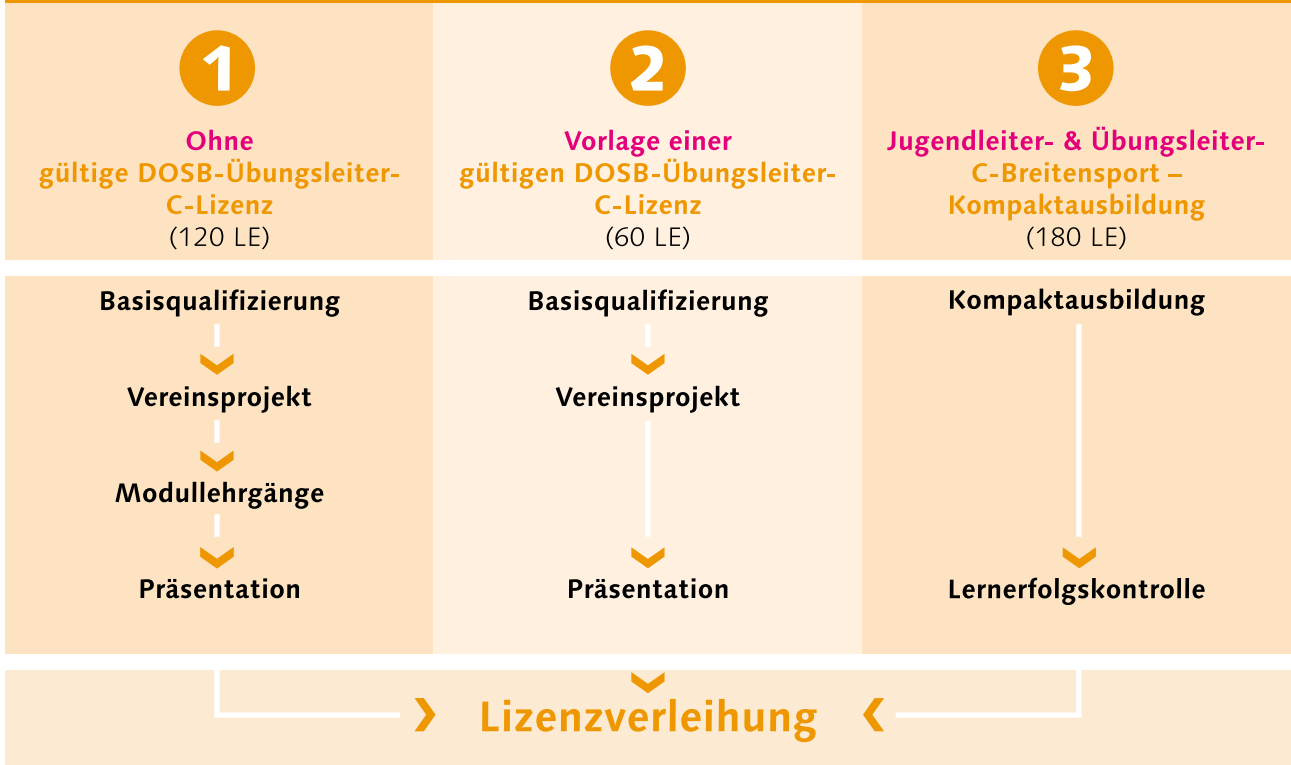 1
Ohne
gültige DOSB-Übungsleiter-
C-Lizenz
(120 LE)
2
Vorlage einer
gültigen DOSB-Übungsleiter-
C-Lizenz
(60 LE)
3
Jugendleiter- & Übungsleiter-
C-Breitensport –
Kompaktausbildung
(180 LE)
Basisqualifizierung
Vereinsprojekt
Modullehrgänge
Präsentation
Basisqualifizierung
Vereinsprojekt
Präsentation
Kompaktausbildung
Lernerfolgskontrolle
Lizenzverleihung